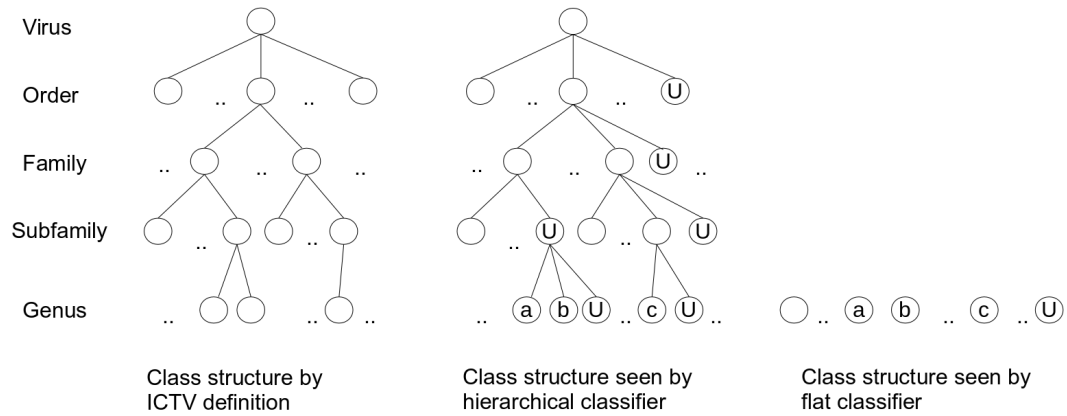 Virus
Order .. .. .. .. U
Family .. .. .. .. .. U ..
Subfamily .. .. .. U .. U
Genus .. .. .. .. a b U .. c U .. .. a b .. c .. U
Class structure by
ICTV definition
Class structure seen by
hierarchical classifier
Class structure seen by
flat classifier